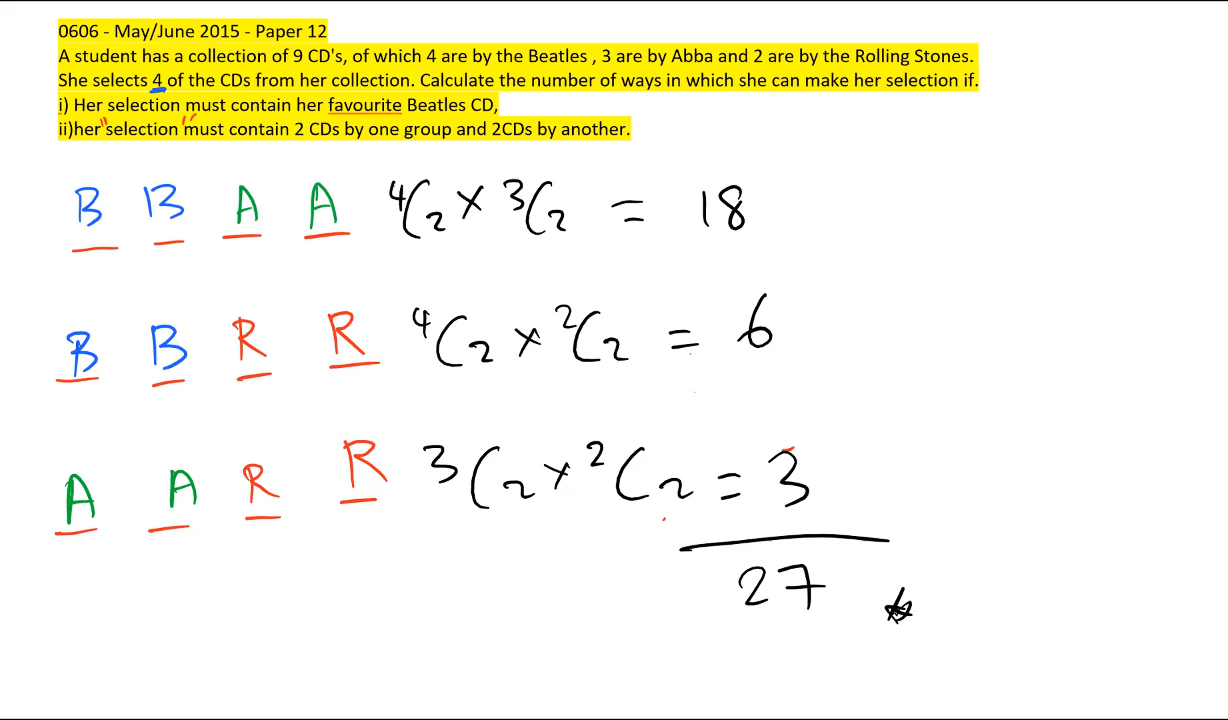 0606 - May/June 2015 - Paper 12
A student has a collection of 9 CD's, of which 4 are by the Beatles , 3 are by Abba and 2 are by the Rolling Stones.
She selects 4 of the CDs from her collection. Calculate the number of ways in which she can make her selection if.
i) Her selection must contain her favourite Beatles CD,
ii)her selection must contain 2 CDs by one group and 2CDs by another.
B B A A ⁴C₂ × ³C₂ = 18
B B R R ⁴C₂ × ²C₂ = 6
A A R R ³C₂ × ²C₂ = 3
27